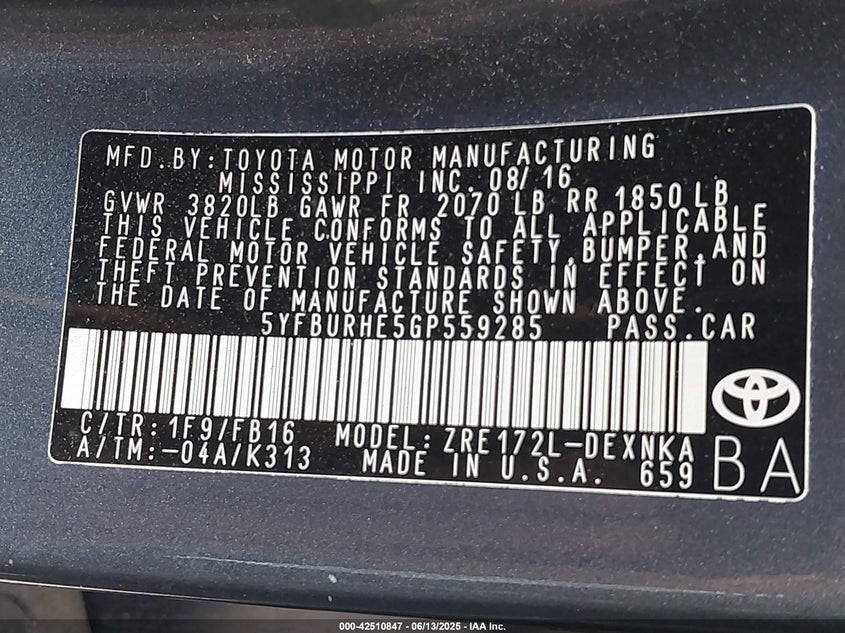 MFD.BY:TOYOTA MOTOR MANUFACTURING
MISSISSIPPI INC. 08/16
GVWR 3820LB GAWR FR 2070 LB RR 1850 LB
THIS VEHICLE CONFORMS TO ALL APPLICABLE
FEDERAL MOTOR VEHICLE SAFETY,BUMPER,AND
THEFT PREVENTION STANDARDS IN EFFECT ON
THE DATE OF MANUFACTURE SHOWN ABOVE.
5YFBURHE5GP559285 PASS.CAR
C/TR: 1F9/FB16 MODEL: ZRE172L-DEXNKA
A/TM:-04A/K313 MADE IN U.S.A. 659 BA
000-42510847 - 06/13/2025 - IAA Inc.